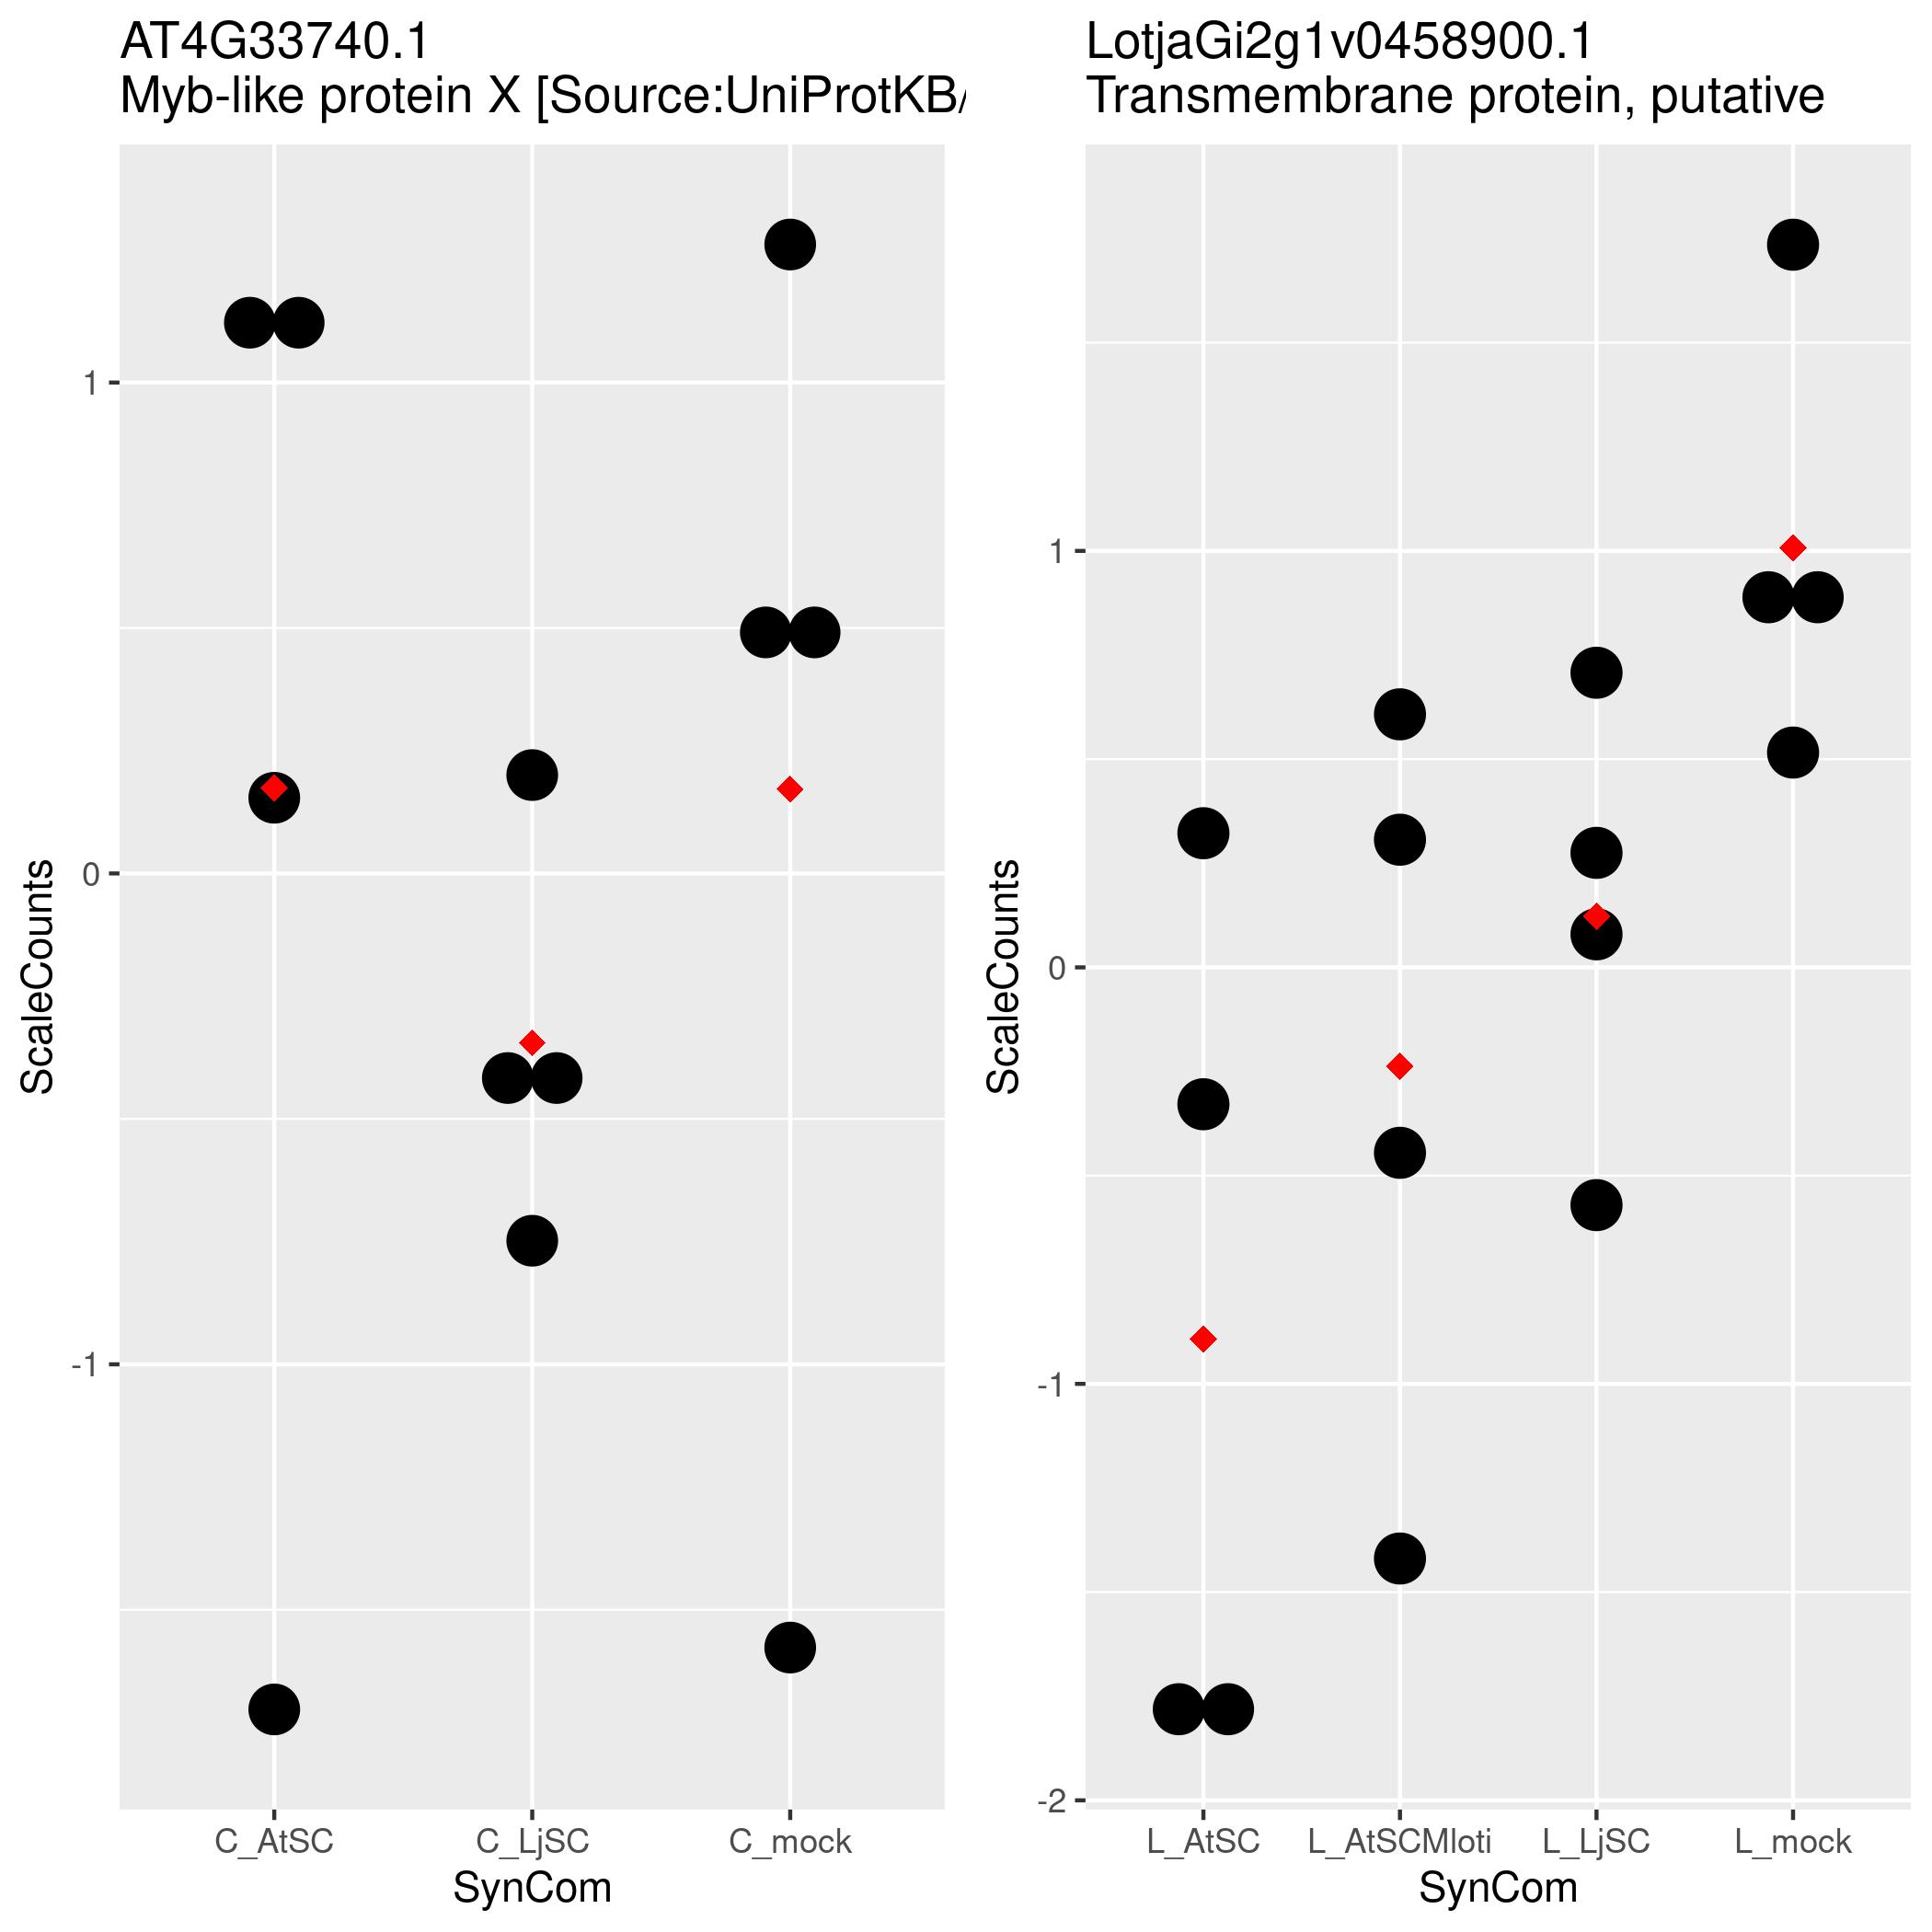 AT4G33740.1
Myb-like protein X [Source:UniProtKB/
ScaleCounts
1
0
-1
C_AtSC
C_LjSC
C_mock
SynCom
LotjaGi2g1v0458900.1
Transmembrane protein, putative
ScaleCounts
1
0
-1
-2
L_AtSC
L_AtSCMloti
L_LjSC
L_mock
SynCom